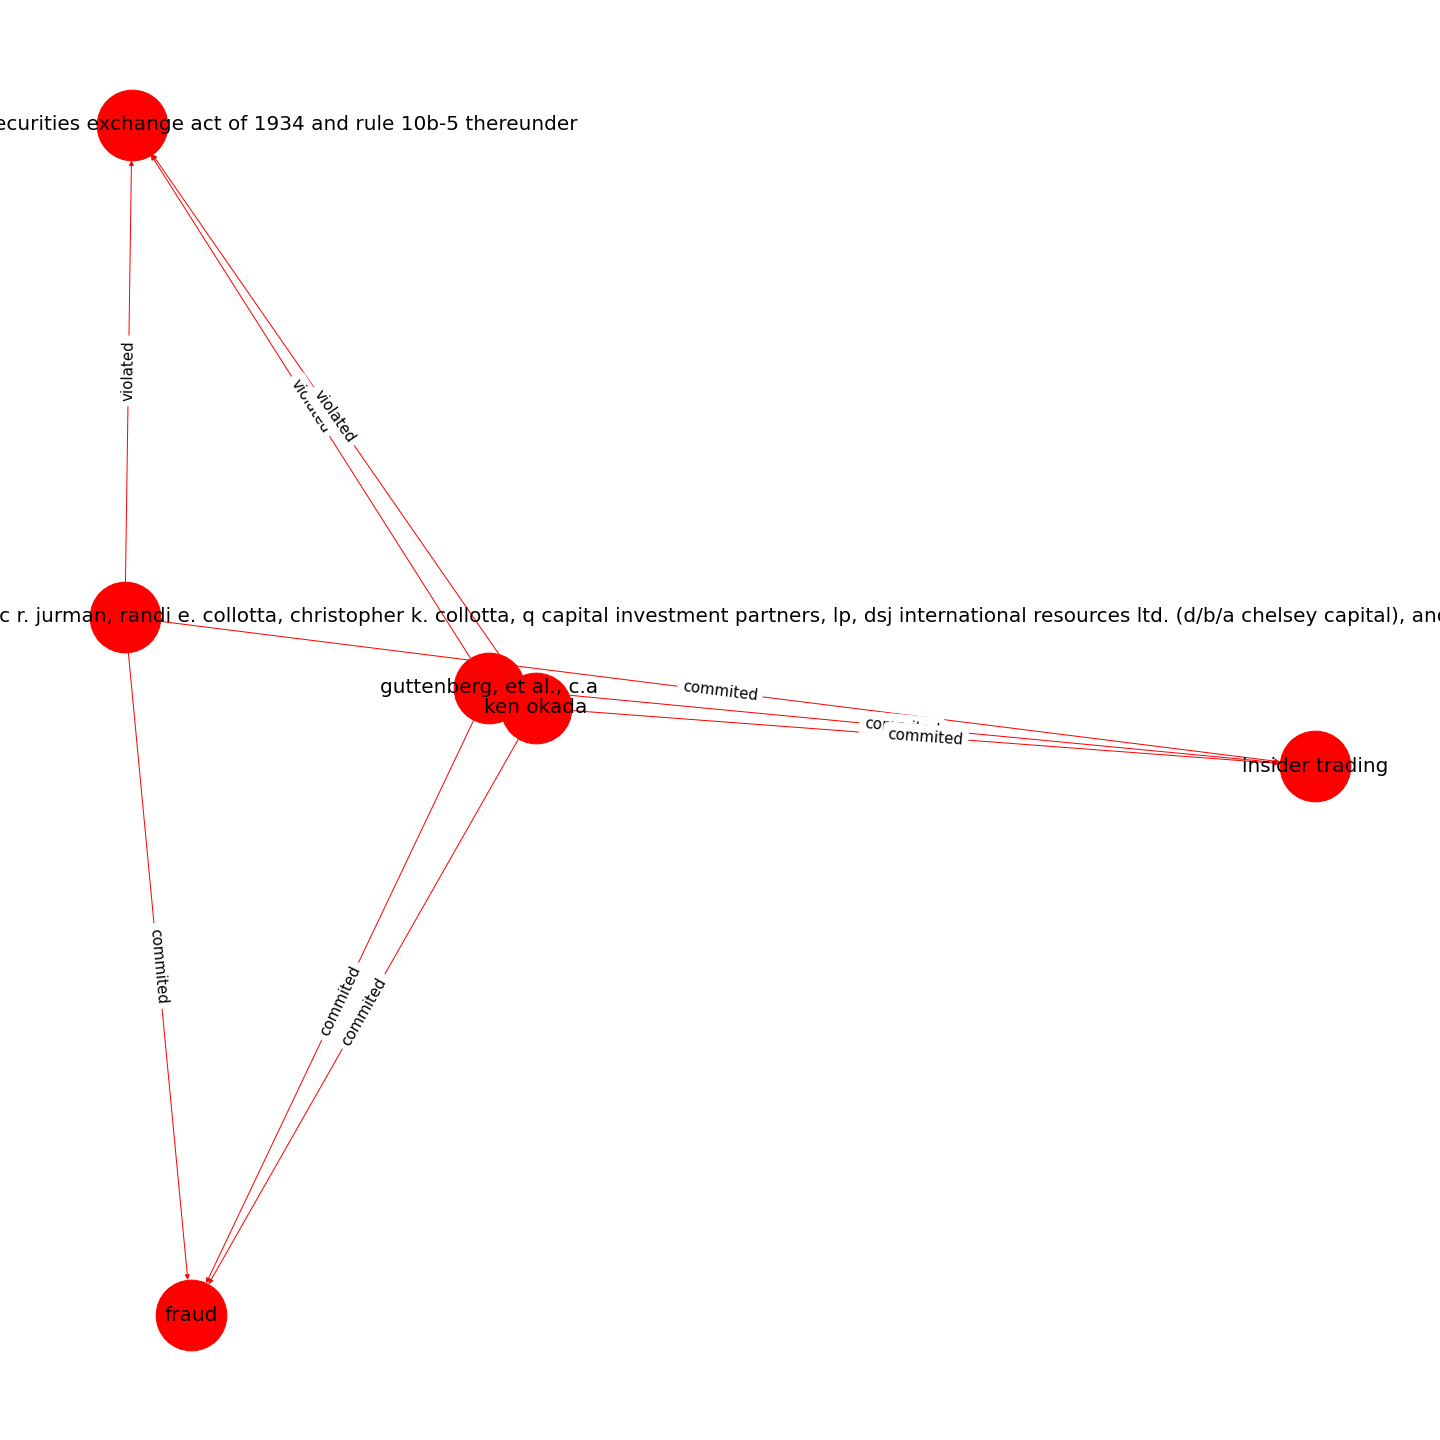 ecurities exchange act of 1934 and rule 10b-5 thereunder
violated
violated
violated
c r. jurman, randi e. collotta, christopher k. collotta, q capital investment partners, lp, dsj international resources ltd. (d/b/a chelsey capital), and
guttenberg, et al., c.a
commited
ken okada
commited
commited
insider trading
commited
commited
commited
fraud